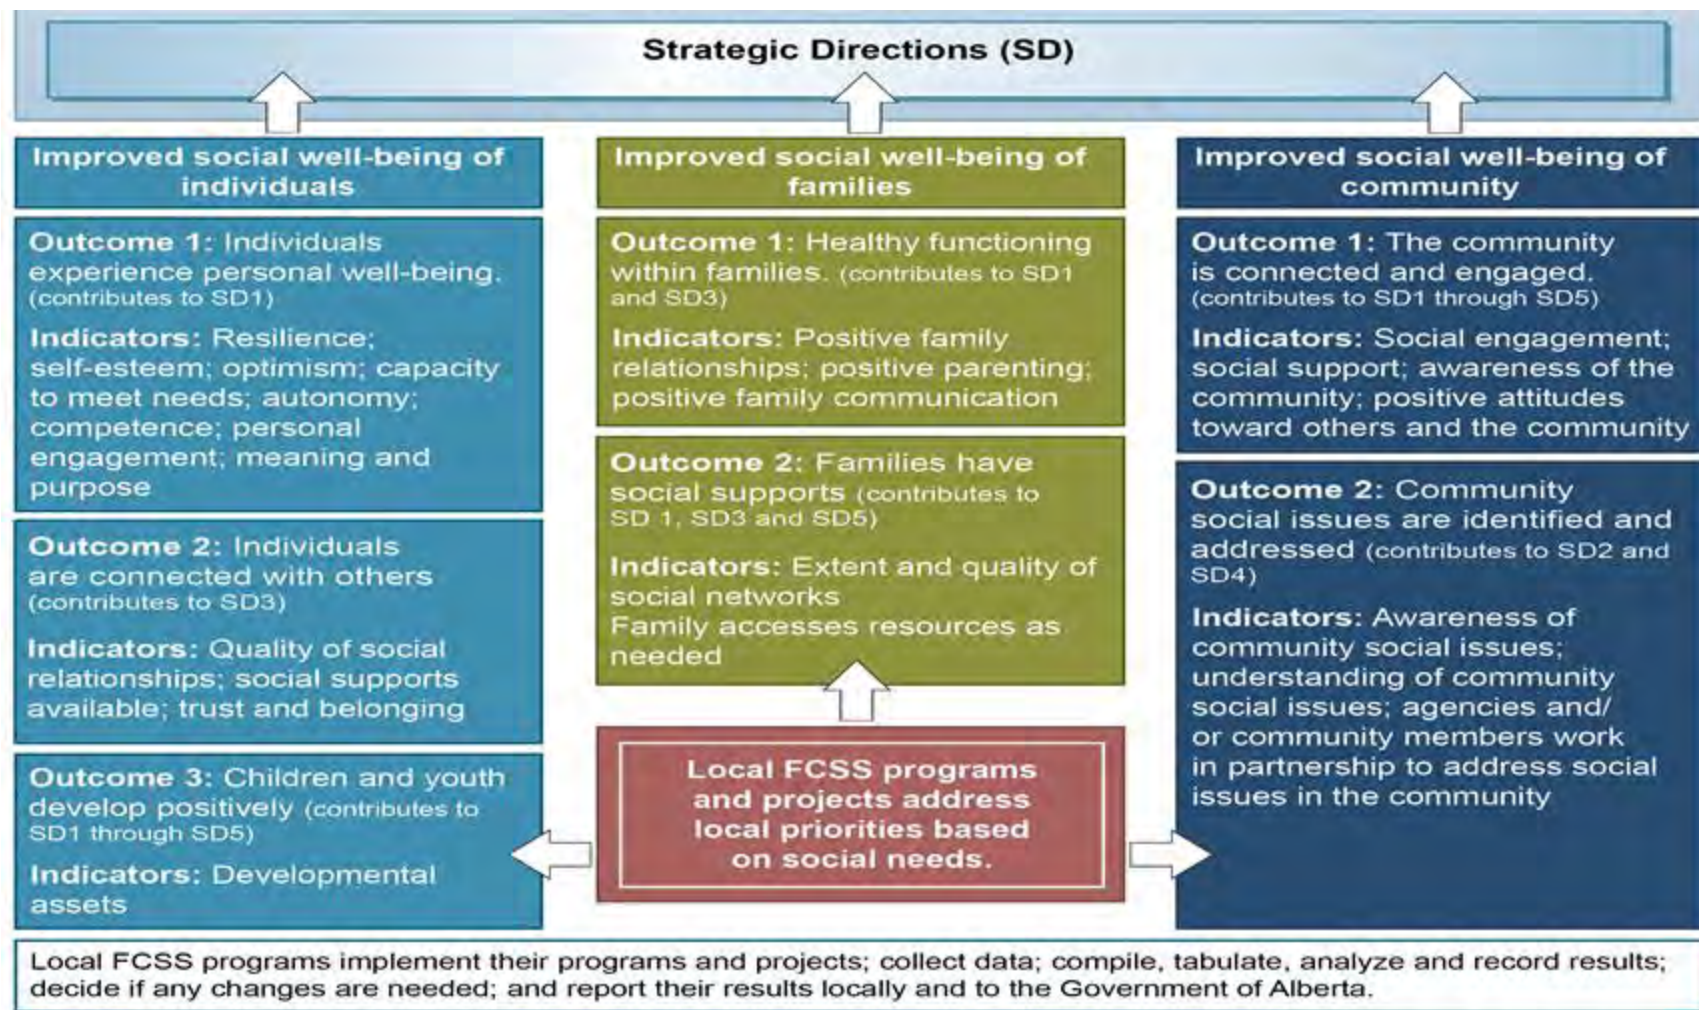 Strategic Directions (SD)
Improved social well-being of
individuals
Outcome 1: Individuals
experience personal well-being.
(contributes to SD1)
Indicators: Resilience;
self-esteem; optimism; capacity
to meet needs; autonomy;
competence; personal
engagement; meaning and
purpose
Outcome 2: Individuals
are connected with others
(contributes to SD3)
Indicators: Quality of social
relationships; social supports
available; trust and belonging
Outcome 3: Children and youth
develop positively (contributes to
SD1 through SD5)
Indicators: Developmental
assets
Improved social well-being of
families
Outcome 1: Healthy functioning
within families. (contributes to SD1
and SD3)
Indicators: Positive family
relationships; positive parenting;
positive family communication
Outcome 2: Families have
social supports (contributes to
SD 1, SD3 and SD5)
Indicators: Extent and quality of
social networks
Family accesses resources as
needed
Local FCSS programs
and projects address
local priorities based
on social needs.
Improved social well-being of
community
Outcome 1: The community
is connected and engaged.
(contributes to SD1 through SD5)
Indicators: Social engagement;
social support; awareness of the
community; positive attitudes
toward others and the community
Outcome 2: Community
social issues are identified and
addressed (contributes to SD2 and
SD4)
Indicators: Awareness of
community social issues;
understanding of community
social issues; agencies and/
or community members work
in partnership to address social
issues in the community
Local FCSS programs implement their programs and projects; collect data; compile, tabulate, analyze and record results;
decide if any changes are needed; and report their results locally and to the Government of Alberta.